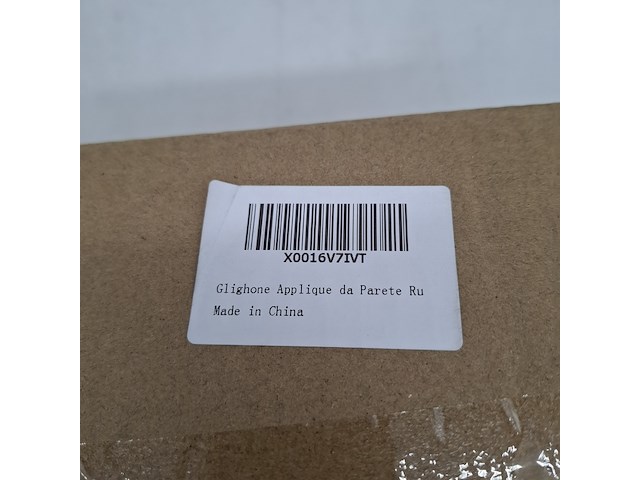 X0016V7IVT
Glighone Applique da Parete Ru
Made in China